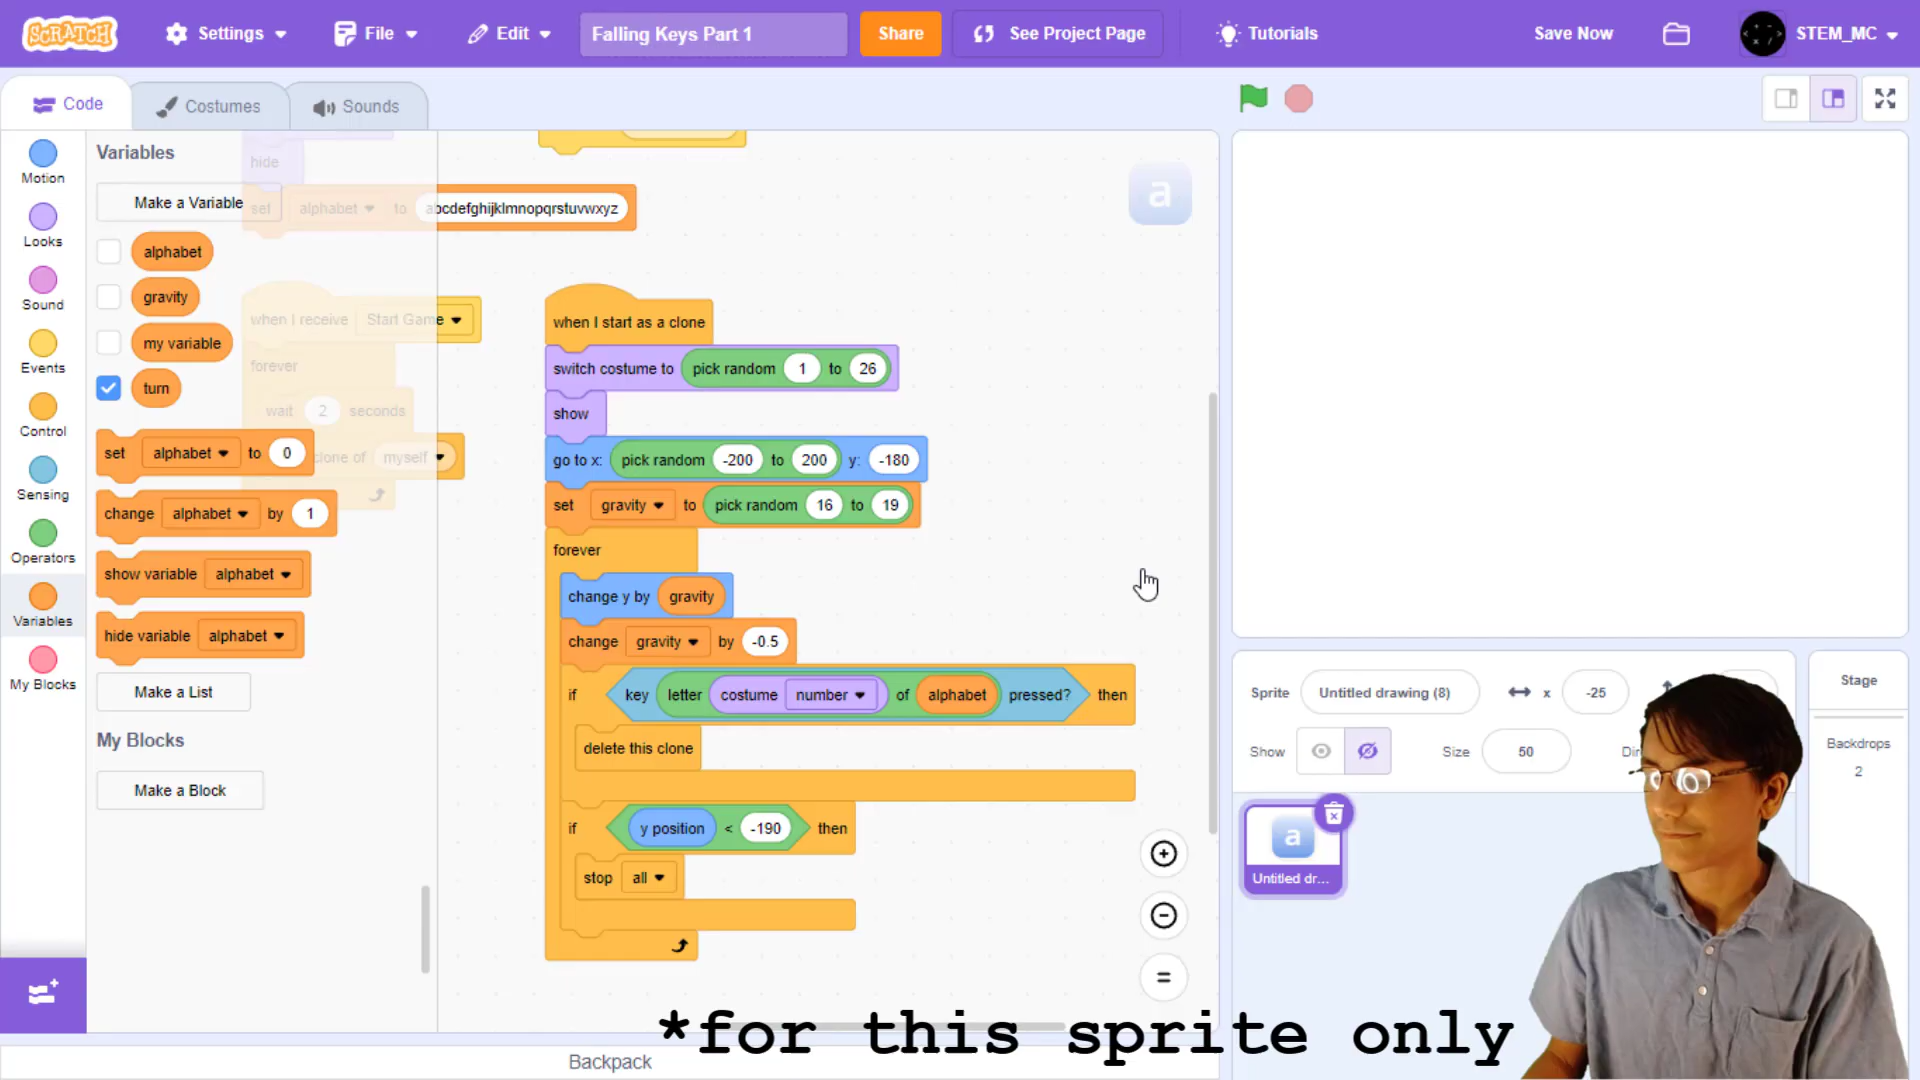 SCRATCH
Settings
File
Edit
Falling Keys Part 1
Share
See Project Page
Tutorials
Save Now
STEM_MC
Code
Costumes
Sounds
Motion
Looks
Sound
Events
Control
Sensing
Operators
Variables
My Blocks
Variables
Make a Variable
alphabet
gravity
my variable
turn
set alphabet to 0
change alphabet by 1
show variable alphabet
hide variable alphabet
Make a List
My Blocks
Make a Block
hide
set alphabet to abcdefghijklmnopqrstuvwxyz
when I receive Start Game
forever
wait 2 seconds
clone of myself
when I start as a clone
switch costume to pick random 1 to 26
show
go to x: pick random -200 to 200 y: -180
set gravity to pick random 16 to 19
forever
change y by gravity
change gravity by -0.5
if key letter costume number of alphabet pressed? then
delete this clone
if y position < -190 then
stop all
a
Backpack
*for this sprite only
Sprite Untitled drawing (8) x -25
Show Size 50
a
Untitled dr...
Stage
Backdrops
2